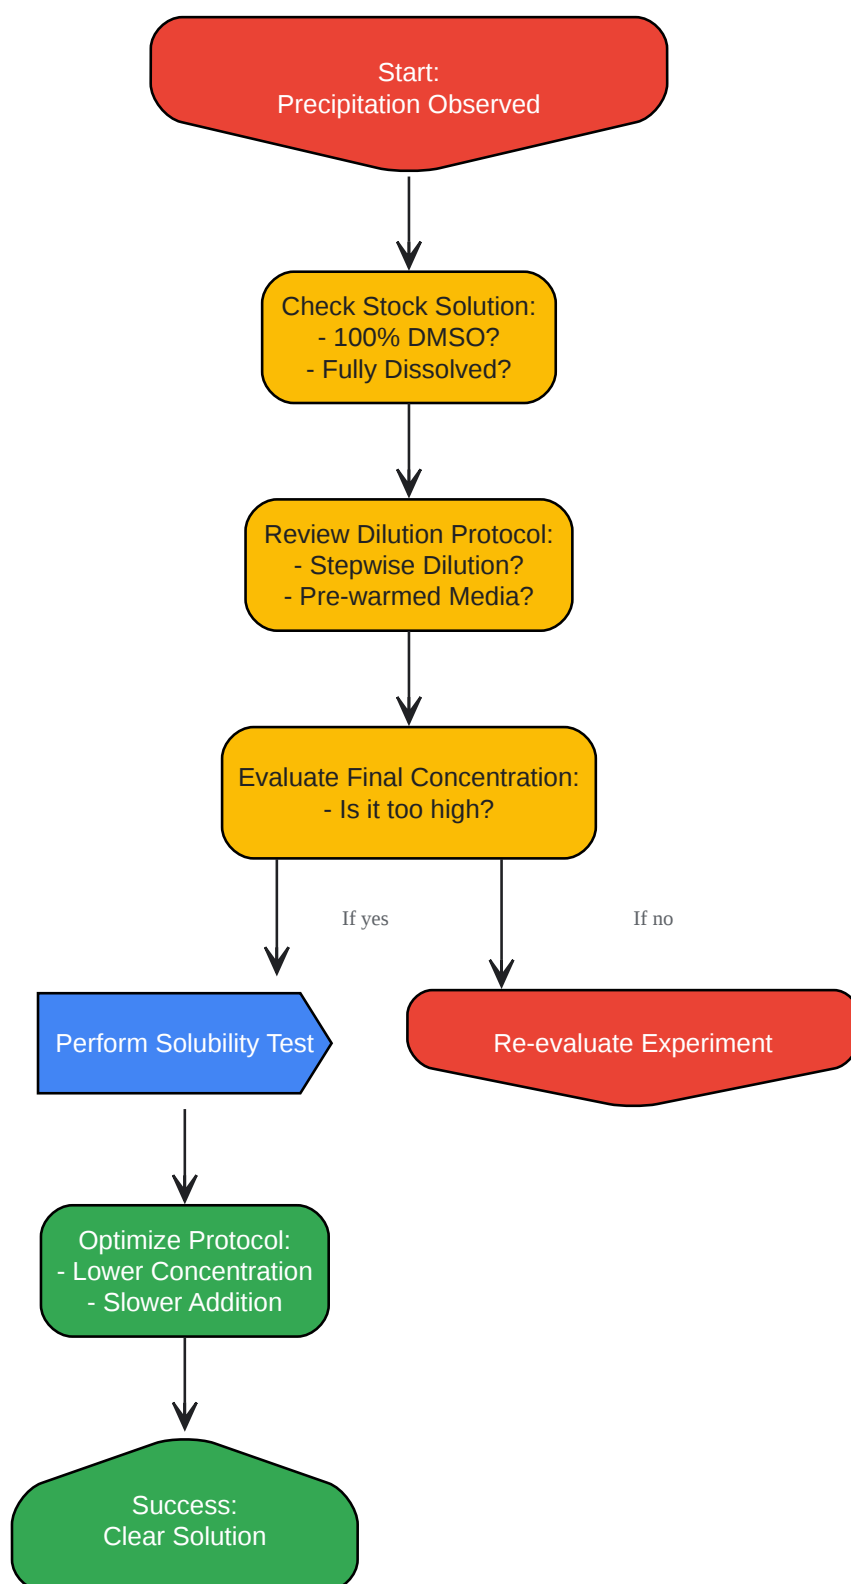 Start:
Precipitation Observed
Check Stock Solution:
- 100% DMSO?
- Fully Dissolved?
Review Dilution Protocol:
- Stepwise Dilution?
- Pre-warmed Media?
Evaluate Final Concentration:
- Is it too high?
If yes
If no
Perform Solubility Test
Re-evaluate Experiment
Optimize Protocol:
- Lower Concentration
- Slower Addition
Success:
Clear Solution